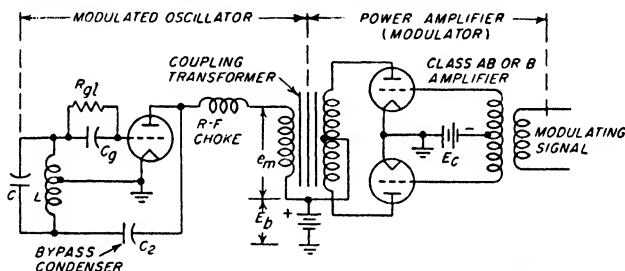 MODULATED OSCILLATOR
POWER AMPLIFIER
(MODULATOR)
COUPLING
TRANSFORMER
CLASS AB OR B
AMPLIFIER
Rgl
Cg
R-F
CHOKE
em
Ec
-
MODULATING
SIGNAL
C
L
Eb
+
BYPASS
CONDENSER
C2